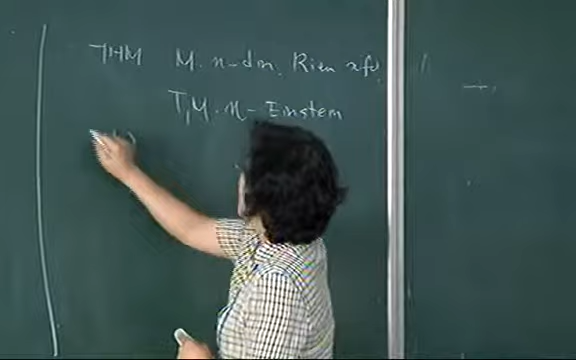 THM M. n-dim. Riem mfd
T₁M. η-Einstein